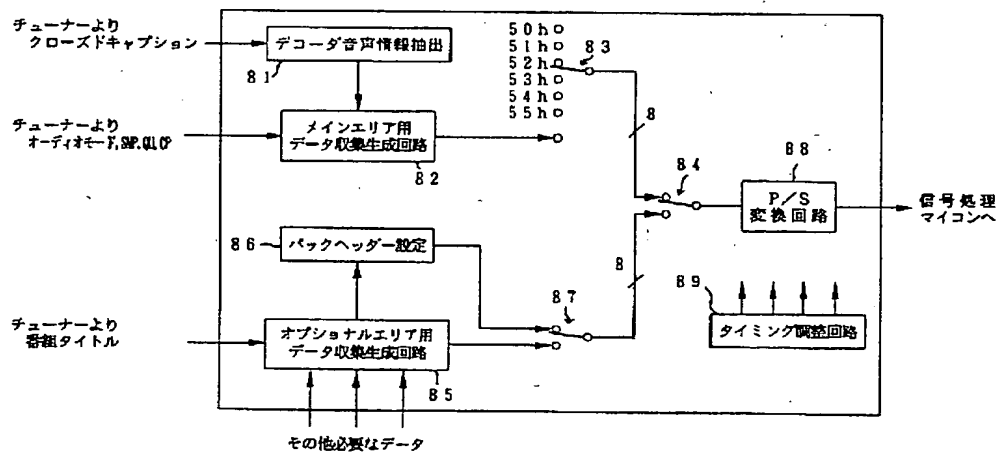 チューナーより
クローズドキャプション
デコーダ音声情報抽出
81
チューナーより
オーディオモード,SMP,QU,CP
メインエリア用
データ収集生成回路
82
50h
51h
52h
53h
54h
55h
83
8
84
88
P/S
変換回路
信号処理
マイコンへ
86
パックヘッダー設定
8
87
89
タイミング調整回路
チューナーより
番組タイトル
オプショナルエリア用
データ収集生成回路
85
その他必要なデータ